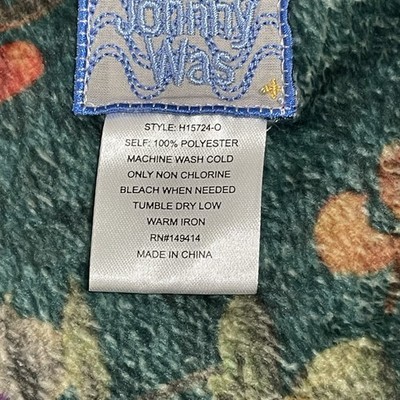 Johnny
Was
STYLE: H15724-O
SELF: 100% POLYESTER
MACHINE WASH COLD
ONLY NON CHLORINE
BLEACH WHEN NEEDED
TUMBLE DRY LOW
WARM IRON
RN#149414
MADE IN CHINA